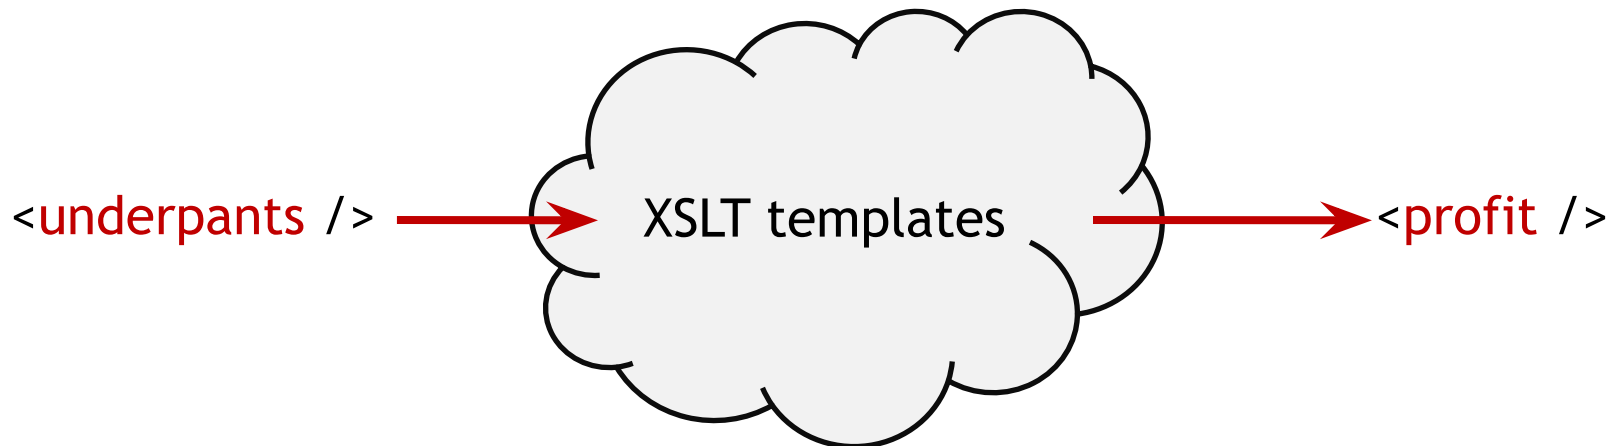 <underpants />
XSLT templates
<profit />